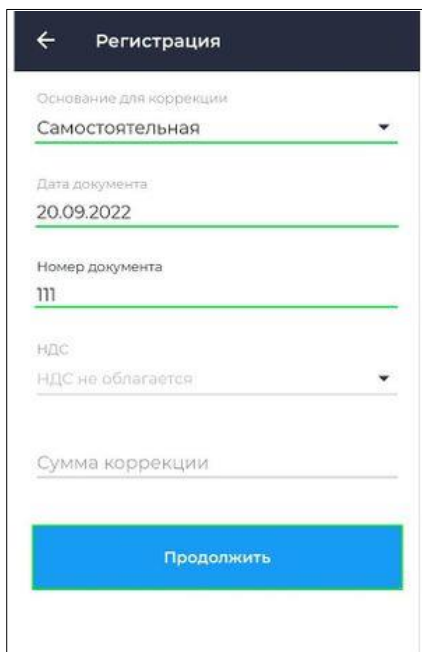 Регистрация
Основание для коррекции
Самостоятельная
Дата документа
20.09.2022
Номер документа
111
НДС
НДС не облагается
Сумма коррекции
Продолжить